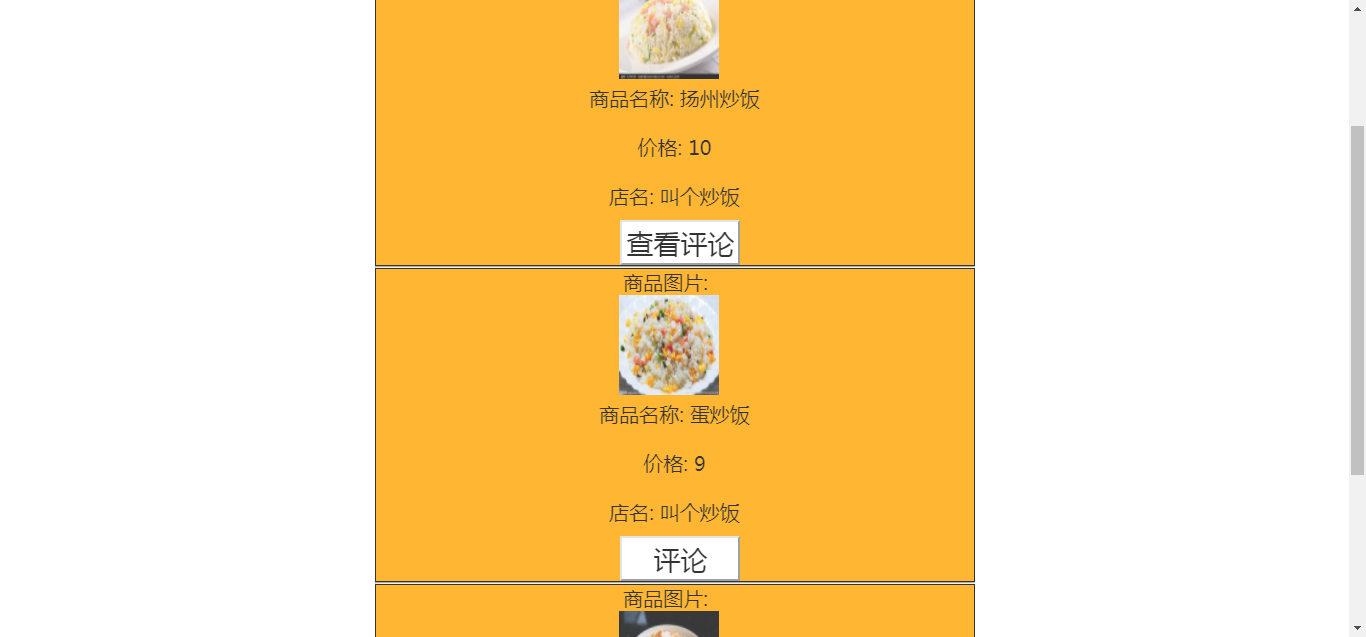 商品名称: 扬州炒饭
价格: 10
店名: 叫个炒饭
查看评论
商品图片:
商品名称: 蛋炒饭
价格: 9
店名: 叫个炒饭
评论
商品图片: